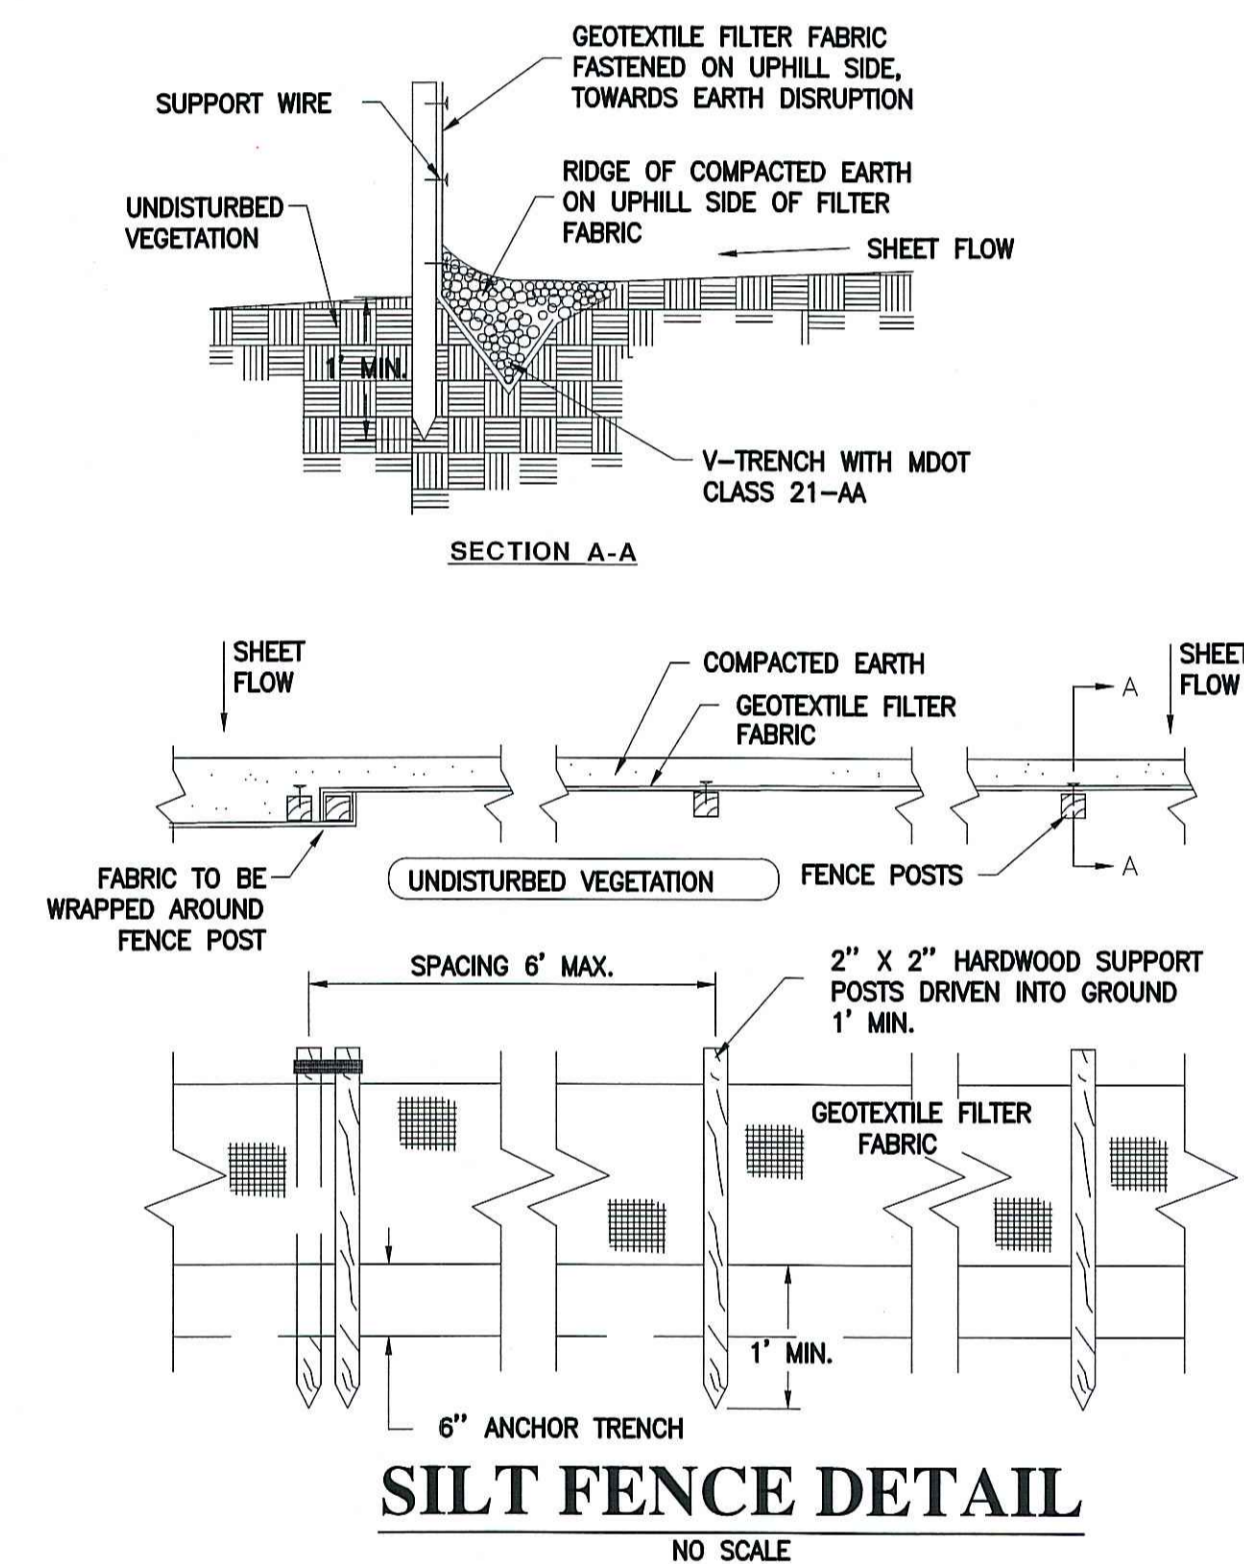 GEOTEXTILE FILTER FABRIC
FASTENED ON UPHILL SIDE,
TOWARDS EARTH DISRUPTION
SUPPORT WIRE
RIDGE OF COMPACTED EARTH
ON UPHILL SIDE OF FILTER
FABRIC
UNDISTURBED
VEGETATION
SHEET FLOW
1' MIN.
V-TRENCH WITH MDOT
CLASS 21-AA
SECTION A-A
SHEET
FLOW
COMPACTED EARTH
GEOTEXTILE FILTER
FABRIC
A
SHEET
FLOW
FABRIC TO BE
WRAPPED AROUND
FENCE POST
UNDISTURBED VEGETATION
FENCE POSTS
A
SPACING 6' MAX.
2" X 2" HARDWOOD SUPPORT
POSTS DRIVEN INTO GROUND
1' MIN.
GEOTEXTILE FILTER
FABRIC
1' MIN.
6" ANCHOR TRENCH
SILT FENCE DETAIL
NO SCALE